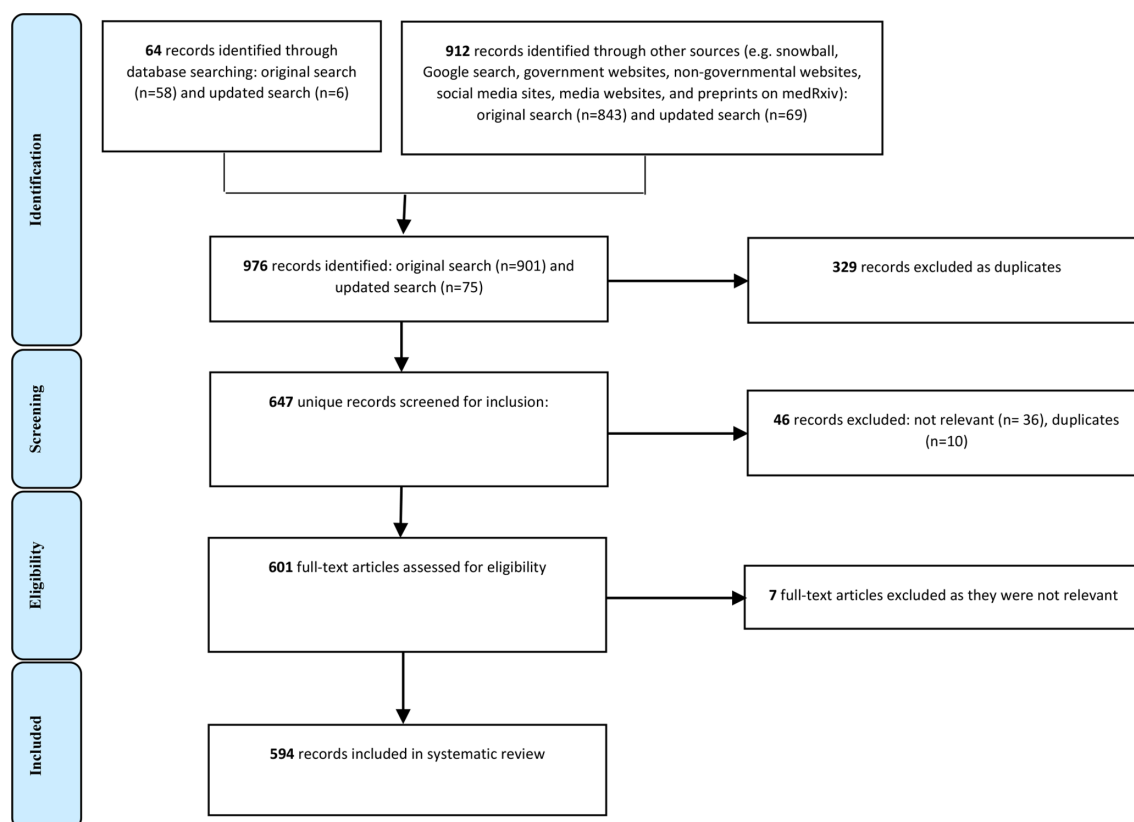 Identification
64 records identified through
database searching: original search
(n=58) and updated search (n=6)
912 records identified through other sources (e.g. snowball,
Google search, government websites, non-governmental websites,
social media sites, media websites, and preprints on medRxiv):
original search (n=843) and updated search (n=69)
976 records identified: original search (n=901) and
updated search (n=75)
329 records excluded as duplicates
Screening
647 unique records screened for inclusion:
46 records excluded: not relevant (n= 36), duplicates
(n=10)
Eligibility
601 full-text articles assessed for eligibility
7 full-text articles excluded as they were not relevant
Included
594 records included in systematic review